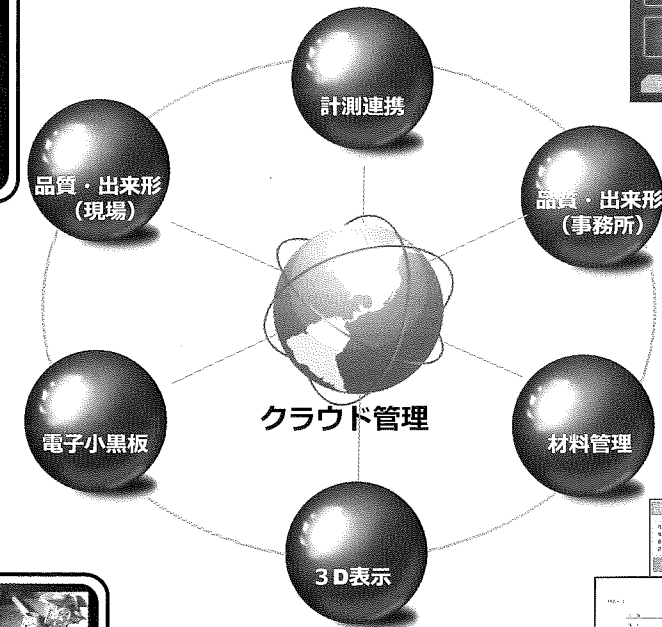 計測連携
品質・出来形
(現場)
品質・出来形
(事務所)
クラウド管理
電子小黒板
材料管理
3D表示